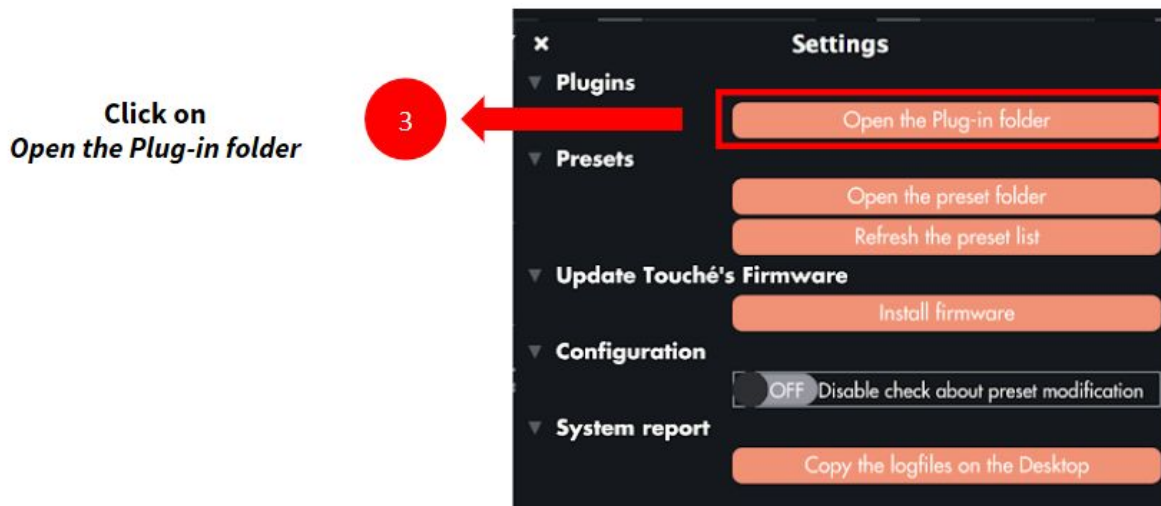 Click on
Open the Plug-in folder
3
× Settings
Plugins
Open the Plug-in folder
Presets
Open the preset folder
Refresh the preset list
Update Touché's Firmware
Install firmware
Configuration
OFF Disable check about preset modification
System report
Copy the logfiles on the Desktop